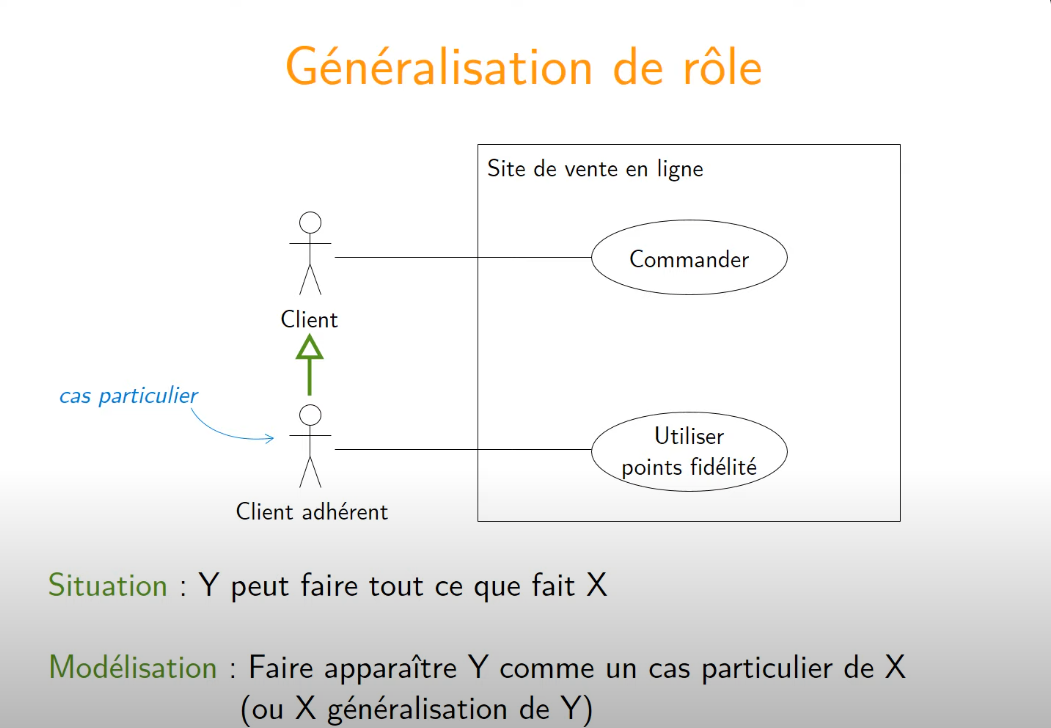 Généralisation de rôle
Site de vente en ligne
Commander
Client
cas particulier
Utiliser
points fidélité
Client adhérent
Situation : Y peut faire tout ce que fait X
Modélisation : Faire apparaître Y comme un cas particulier de X
(ou X généralisation de Y)